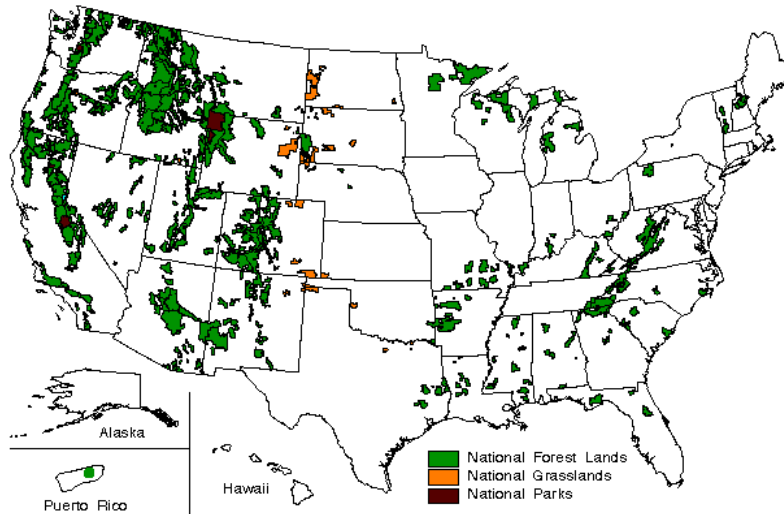 Alaska
Puerto Rico
Hawaii
National Forest Lands
National Grasslands
National Parks